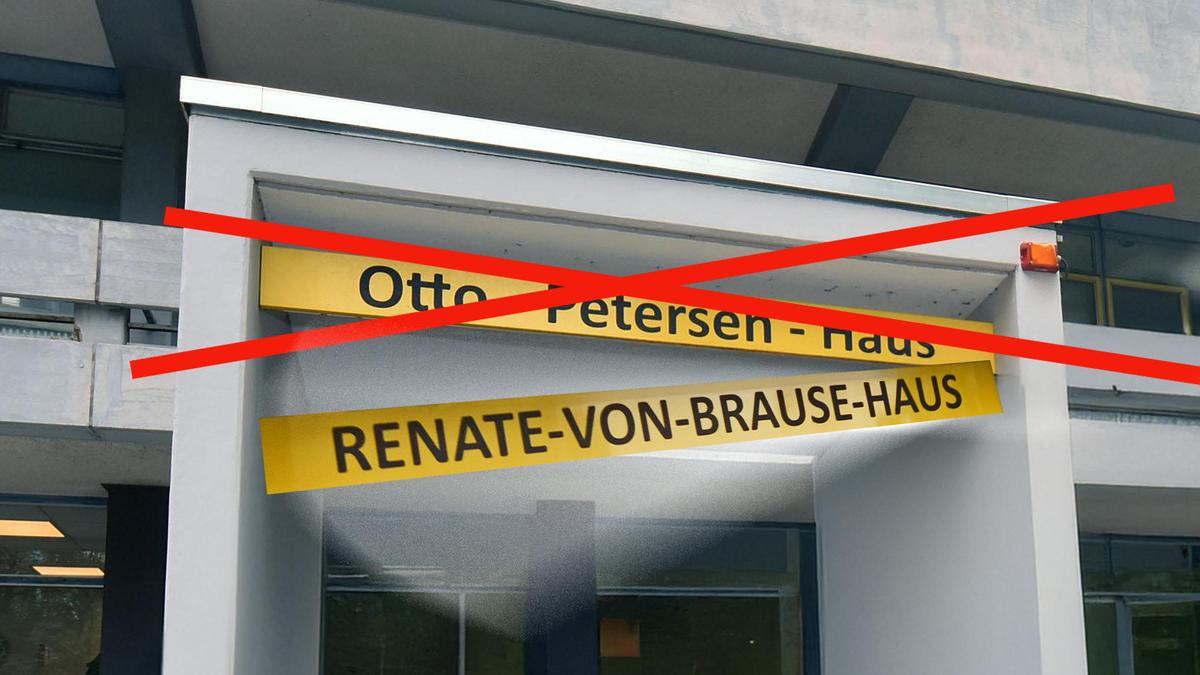 Otto - Petersen - Haus
RENATE-VON-BRAUSE-HAUS